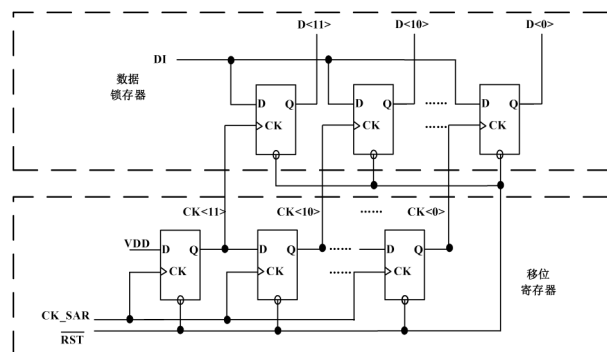 D<11> D<10> D<0>
DI
数据
锁存器
D Q D Q ...... D Q
CK CK ...... CK
CK<11> CK<10> ...... CK<0>
VDD D Q D Q ...... D Q
CK CK ...... CK
移位
寄存器
CK_SAR
RST